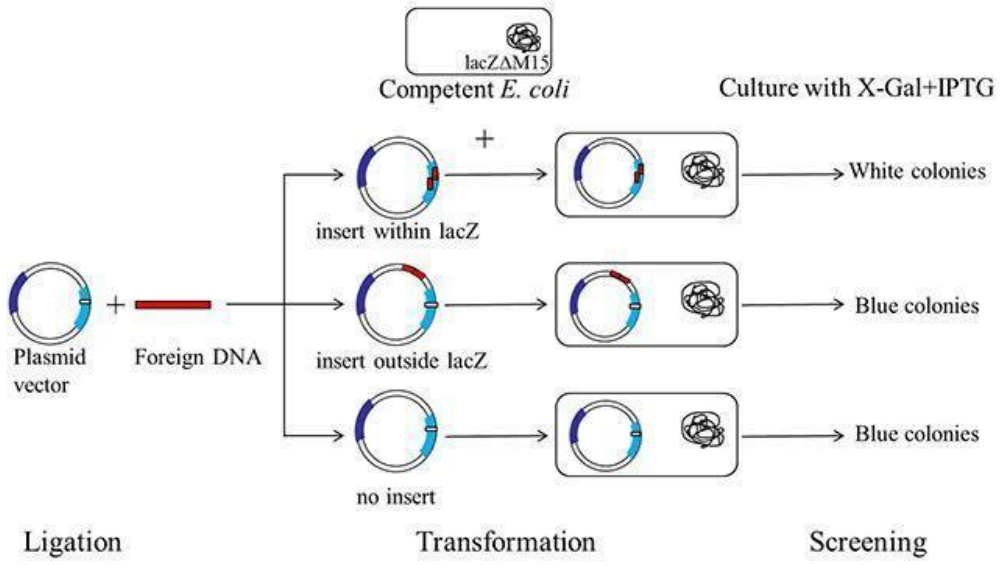 lacZΔM15
Competent E. coli
Culture with X-Gal+IPTG
+
White colonies
insert within lacZ
+
Plasmid
vector
Foreign DNA
insert outside lacZ
Blue colonies
Blue colonies
no insert
Ligation
Transformation
Screening